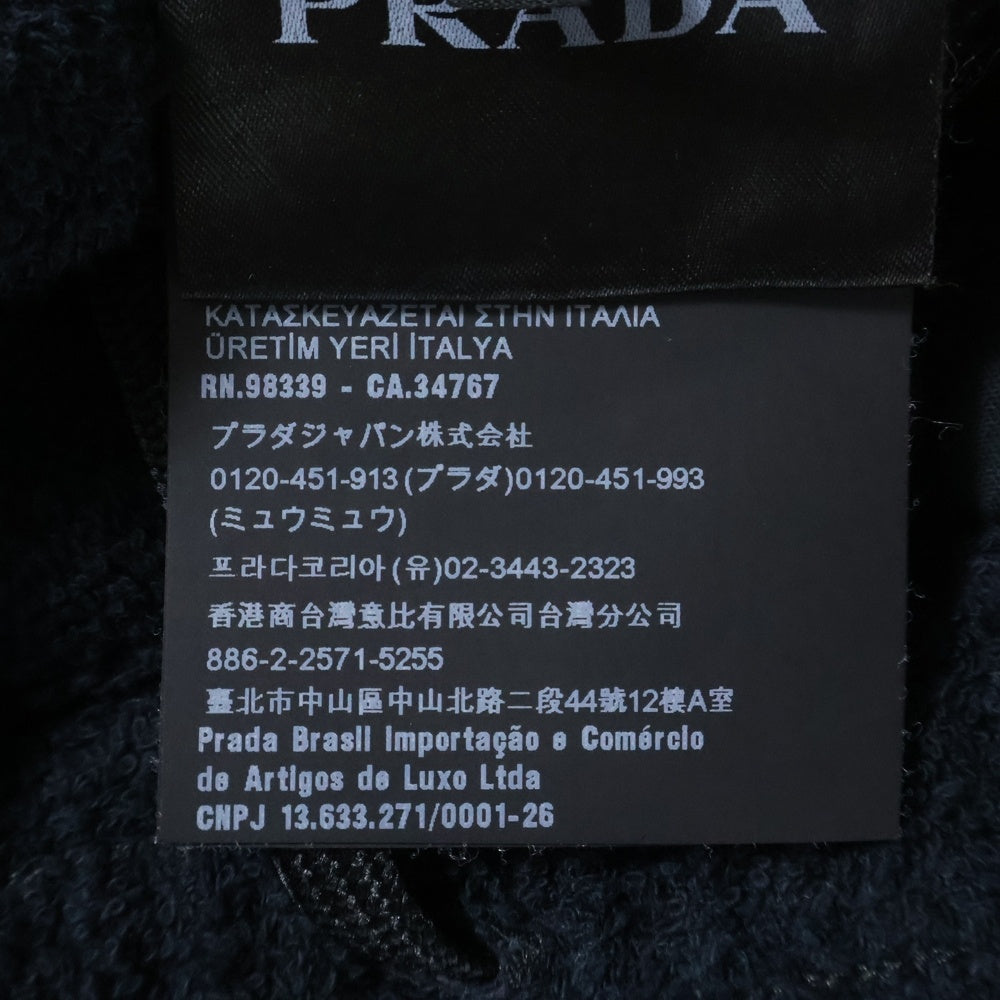 PRADA
ΚΑΤΑΣΚΕΥΑΖΕΤΑΙ ΣΤΗΝ ΙΤΑΛΙΑ
ÜRETİM YERİ İTALYA
RN.98339 - CA.34767
プラダジャパン株式会社
0120-451-913(プラダ)0120-451-993
(ミュウミュウ)
프라다코리아(유)02-3443-2323
香港商台灣意比有限公司台灣分公司
886-2-2571-5255
臺北市中山區中山北路二段44號12樓A室
Prada Brasil Importação e Comércio
de Artigos de Luxo Ltda
CNPJ 13.633.271/0001-26